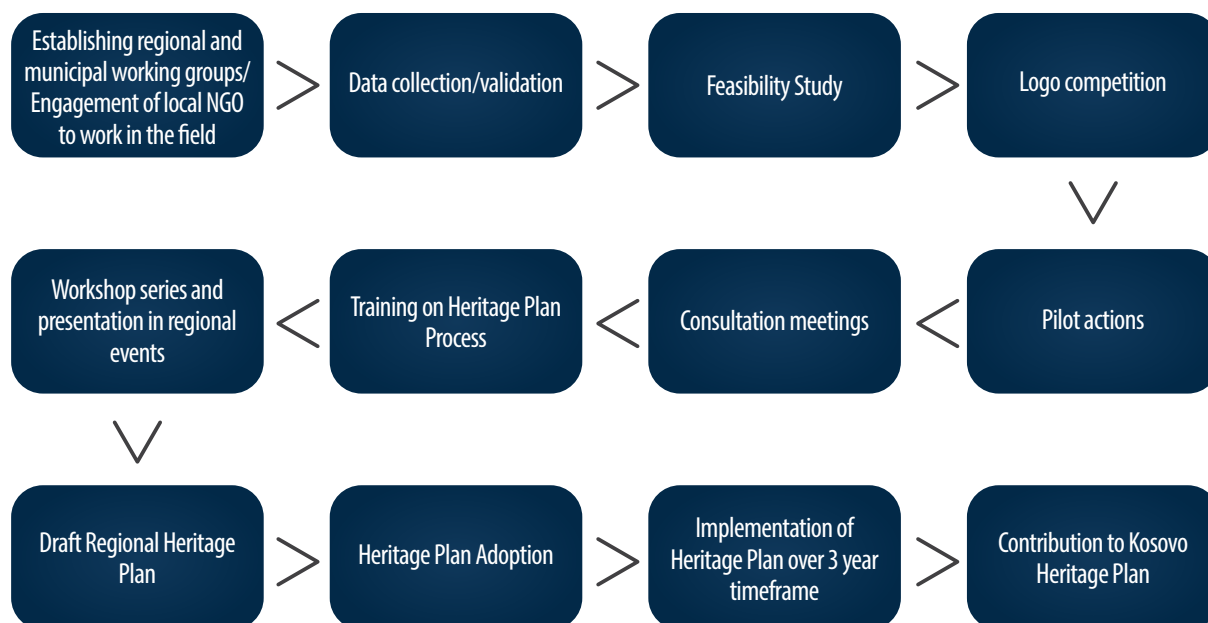 Establishing regional and
municipal working groups/
Engagement of local NGO
to work in the field
Data collection/validation
Feasibility Study
Logo competition
Pilot actions
Consultation meetings
Training on Heritage Plan
Process
Workshop series and
presentation in regional
events
Draft Regional Heritage
Plan
Heritage Plan Adoption
Implementation of
Heritage Plan over 3 year
timeframe
Contribution to Kosovo
Heritage Plan